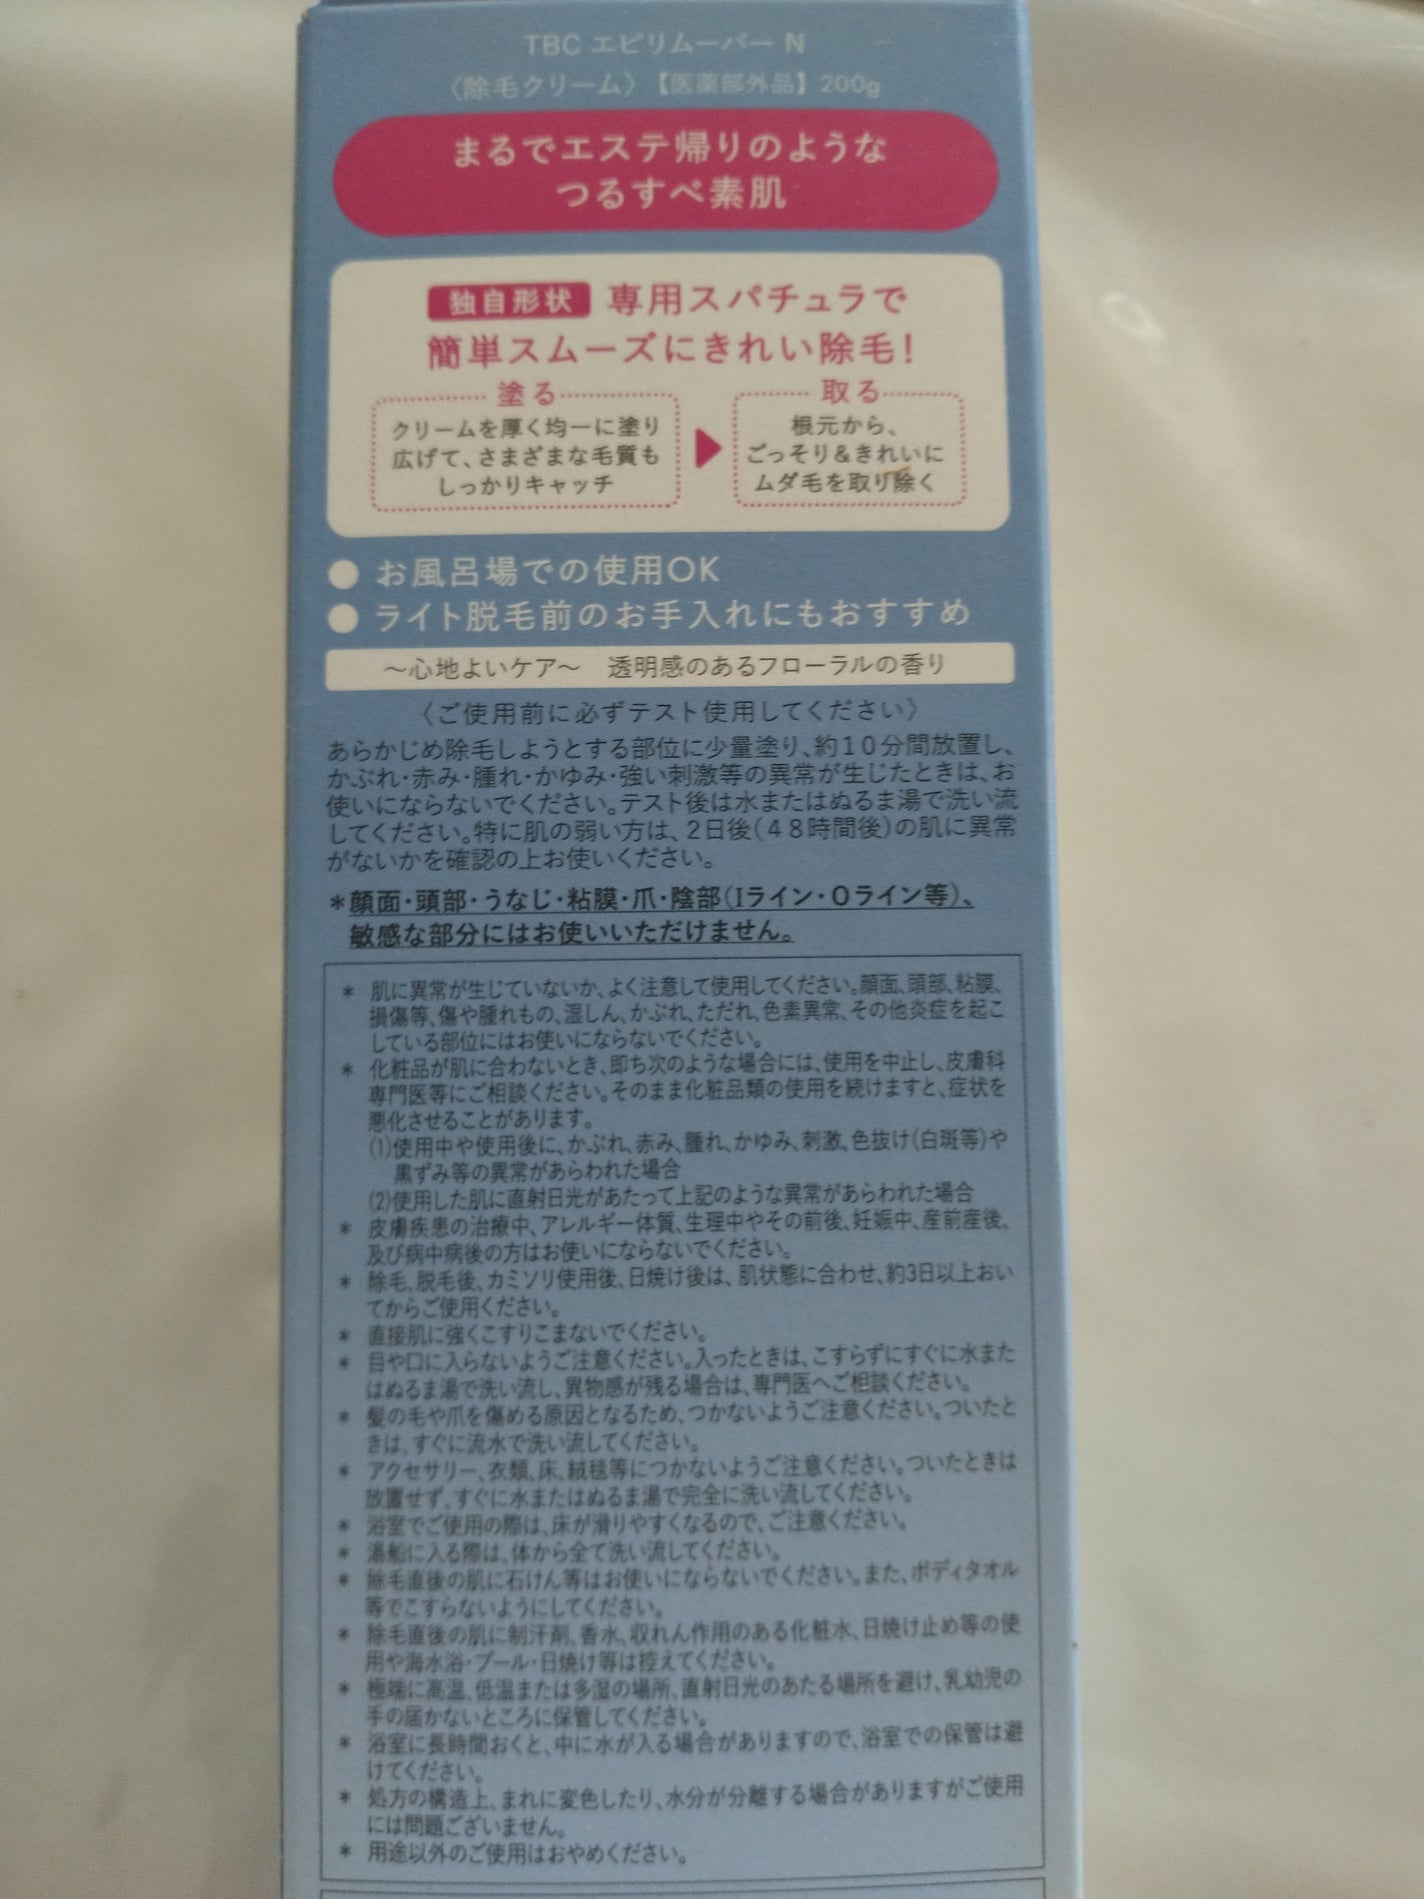 TBC エピリムーバー N
〈除毛クリーム〉【医薬部外品】200g
まるでエステ帰りのような
つるすべ素肌
独自形状 専用スパチュラで
簡単スムーズにきれい除毛!
塗る
クリームを厚く均一に塗り
広げて、さまざまな毛質も
しっかりキャッチ
取る
根元から、
ごっそり&きれいに
ムダ毛を取り除く
● お風呂場での使用OK
● ライト脱毛前のお手入れにもおすすめ
～心地よいケア～ 透明感のあるフローラルの香り
〈ご使用前に必ずテスト使用してください〉
あらかじめ除毛しようとする部位に少量塗り、約10分間放置し、
かぶれ・赤み・腫れ・かゆみ・強い刺激等の異常が生じたときは、お
使いにならないでください。テスト後は水またはぬるま湯で洗い流
してください。特に肌の弱い方は、2日後(48時間後)の肌に異常
がないかを確認の上お使いください。
*顔面・頭部・うなじ・粘膜・爪・陰部(Iライン・Oライン等)、
敏感な部分にはお使いいただけません。
* 肌に異常が生じていないか、よく注意して使用してください。顔面、頭部、粘膜、
損傷等、傷や腫れもの、湿しん、かぶれ、ただれ、色素異常、その他炎症を起こ
している部位にはお使いにならないでください。
* 化粧品が肌に合わないとき、即ち次のような場合には、使用を中止し、皮膚科
専門医等にご相談ください。そのまま化粧品類の使用を続けますと、症状を
悪化させることがあります。
(1)使用中や使用後に、かぶれ、赤み、腫れ、かゆみ、刺激、色抜け(白斑等)や
黒ずみ等の異常があらわれた場合
(2)使用した肌に直射日光があたって上記のような異常があらわれた場合
* 皮膚疾患の治療中、アレルギー体質、生理中やその前後、妊娠中、産前産後、
及び病中病後の方はお使いにならないでください。
* 除毛、脱毛後、カミソリ使用後、日焼け後は、肌状態に合わせ、約3日以上おい
てからご使用ください。
* 直接肌に強くこすりこまないでください。
* 目や口に入らないようご注意ください。入ったときは、こすらずにすぐに水また
はぬるま湯で洗い流し、異物感が残る場合は、専門医へご相談ください。
* 髪の毛や爪を傷める原因となるため、つかないようご注意ください。ついたと
きは、すぐに流水で洗い流してください。
* アクセサリー、衣類、床、絨毯等につかないようご注意ください。ついたときは
放置せず、すぐに水またはぬるま湯で完全に洗い流してください。
* 浴室でご使用の際は、床が滑りやすくなるので、ご注意ください。
* 湯船に入る際は、体から全て洗い流してください。
* 除毛直後の肌に石けん等はお使いにならないでください。また、ボディタオル
等でこすらないようにしてください。
* 除毛直後の肌に制汗剤、香水、収れん作用のある化粧水、日焼け止め等の使
用や海水浴・プール・日焼け等は控えてください。
* 極端に高温、低温または多湿の場所、直射日光のあたる場所を避け、乳幼児の
手の届かないところに保管してください。
* 浴室に長時間おくと、中に水が入る場合がありますので、浴室での保管は避
けてください。
* 処方の構造上、まれに変色したり、水分が分離する場合がありますがご使用
には問題ございません。
* 用途以外のご使用はおやめください。